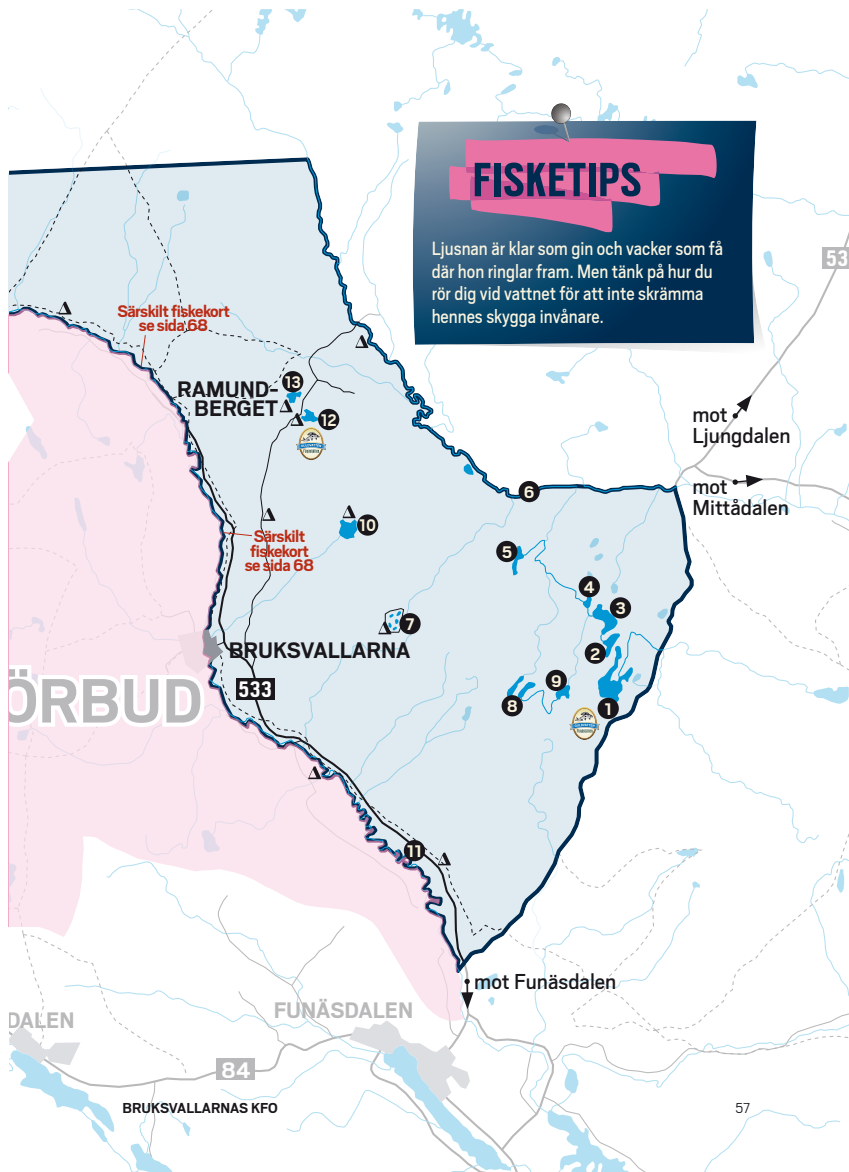 FISKETIPS
Ljusnan är klar som gin och vacker som få
där hon ringlar fram. Men tänk på hur du
rör dig vid vattnet för att inte skrämma
hennes skygga invånare.
53
Särskilt fiskekort
se sida 68
RAMUND-
BERGET
13
12
mot
Ljungdalen
mot
Mittådalen
6
10
Särskilt
fiskekort
se sida 68
5
4
3
7
2
BRUKSVALLARNA
533
9
8
1
ÖRBUD
11
mot Funäsdalen
FUNÄSDALEN
DALEN
84
BRUKSVALLARNAS KFO
57